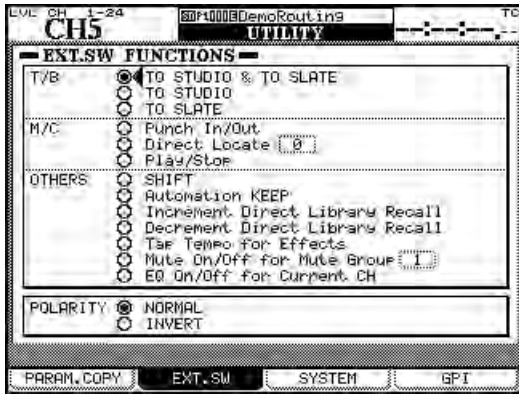 LVL CH 1-24 DemoRouting TC
CH5 UTILITY --:--:--.--
EXT.SW FUNCTIONS
T/B TO STUDIO & TO SLATE
TO STUDIO
TO SLATE
M/C Punch In/Out
Direct Locate 0
Play/Stop
OTHERS SHIFT
Automation KEEP
Increment Direct Library Recall
Decrement Direct Library Recall
Tap Tempo for Effects
Mute On/Off for Mute Group 1
EQ On/Off for Current CH
POLARITY NORMAL
INVERT
PARAM.COPY EXT.SW SYSTEM GPI